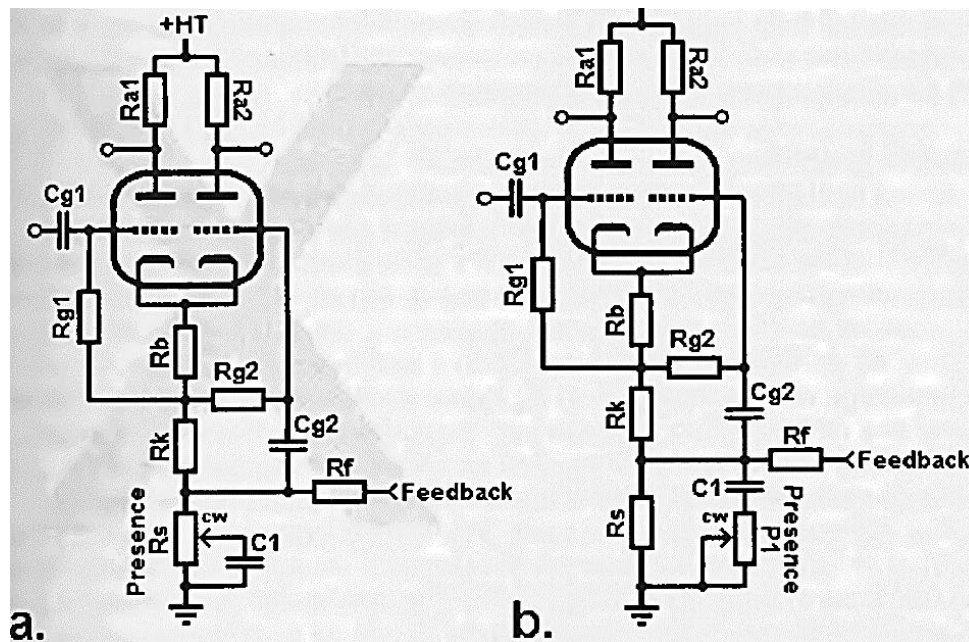 +HT
Ra1
Ra2
Cg1
Rg1
Rb
Rg2
Rk
Cg2
Rf
Feedback
Presence
Rs
cw
C1
a.
Ra1
Ra2
Cg1
Rg1
Rb
Rg2
Rk
Cg2
Rf
Feedback
C1
Rs
cw
Presence
P1
b.